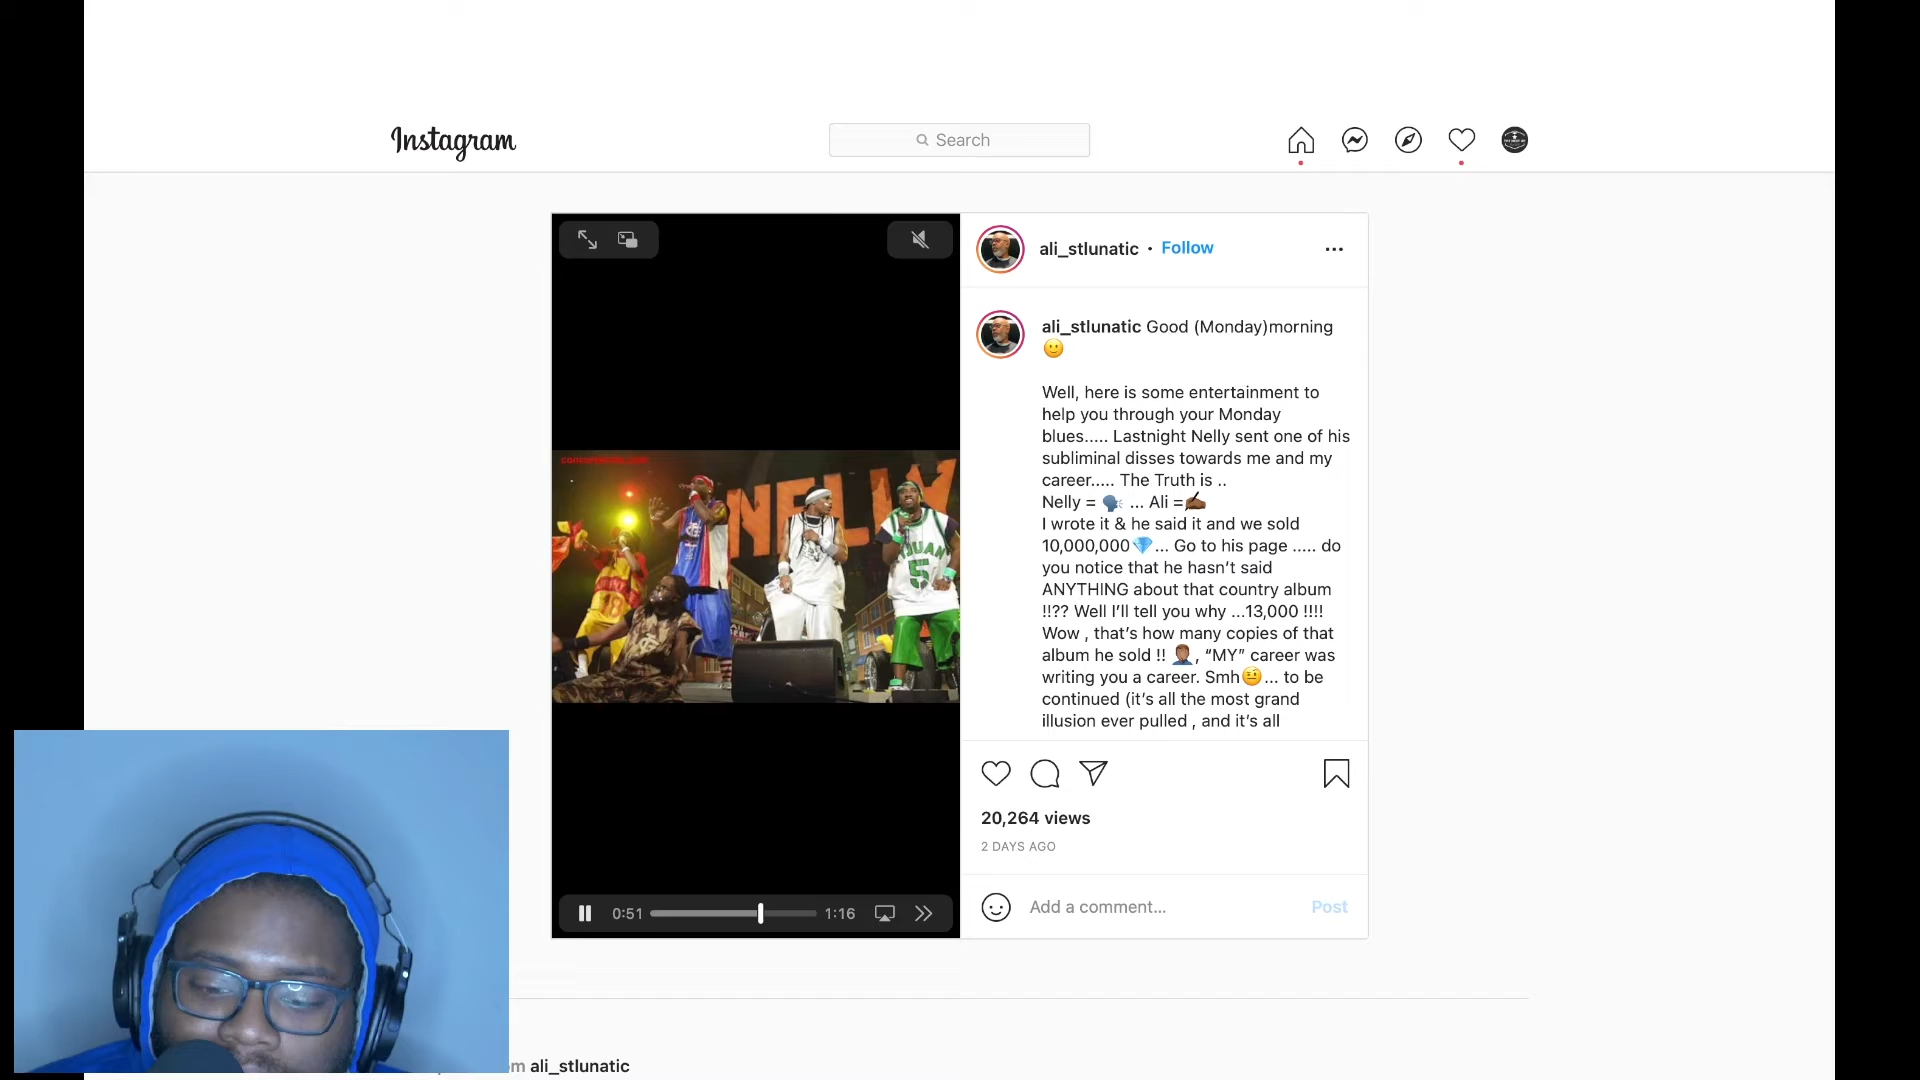 Instagram
Search
ali_stlunatic • Follow
ali_stlunatic Good (Monday)morning
🙂
Well, here is some entertainment to
help you through your Monday
blues..... Lastnight Nelly sent one of his
subliminal disses towards me and my
career..... The Truth is ..
Nelly = 🗣️ ... Ali =✍🏾
I wrote it & he said it and we sold
10,000,000💎... Go to his page ..... do
you notice that he hasn’t said
ANYTHING about that country album
!!?? Well I’ll tell you why ...13,000 !!!!
Wow , that’s how many copies of that
album he sold !! 🤦🏾‍♂️, “MY” career was
writing you a career. Smh🤨... to be
continued (it’s all the most grand
illusion ever pulled , and it’s all
NELLY
5
20,264 views
2 DAYS AGO
0:51
1:16
Add a comment...
Post
ali_stlunatic